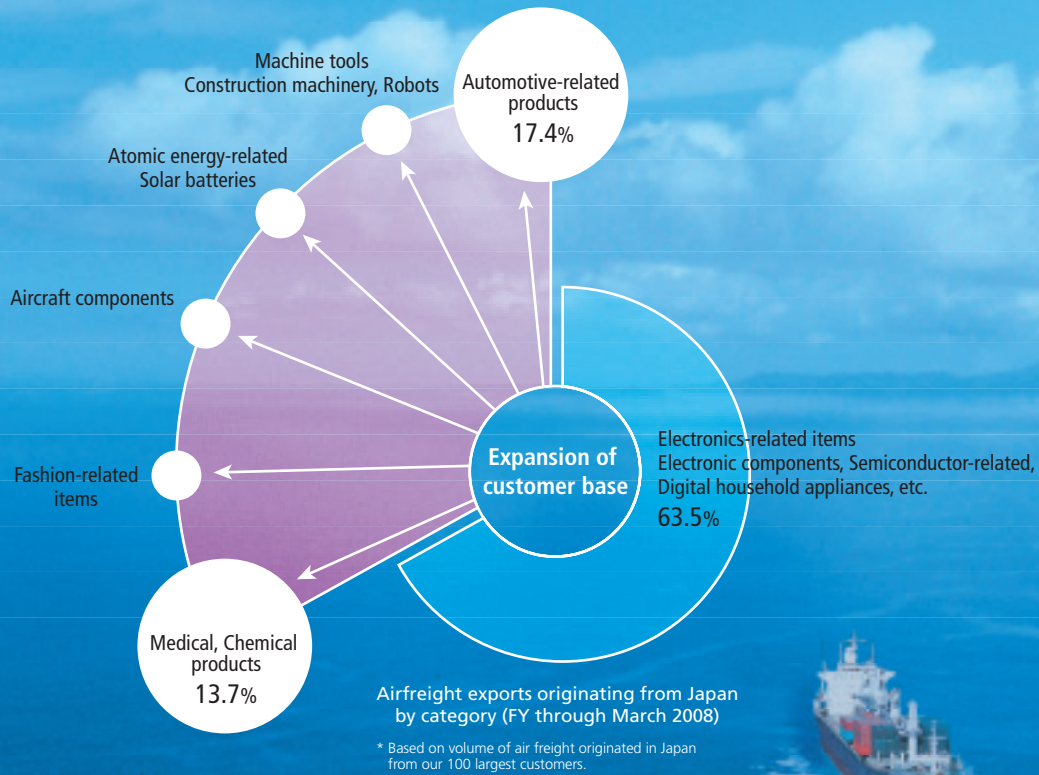 Machine tools
Construction machinery, Robots
Automotive-related
products
17.4%
Atomic energy-related
Solar batteries
Aircraft components
Fashion-related
items
Medical, Chemical
products
13.7%
Expansion of
customer base
Electronics-related items
Electronic components, Semiconductor-related,
Digital household appliances, etc.
63.5%
Airfreight exports originating from Japan
by category (FY through March 2008)
* Based on volume of air freight originated in Japan
from our 100 largest customers.